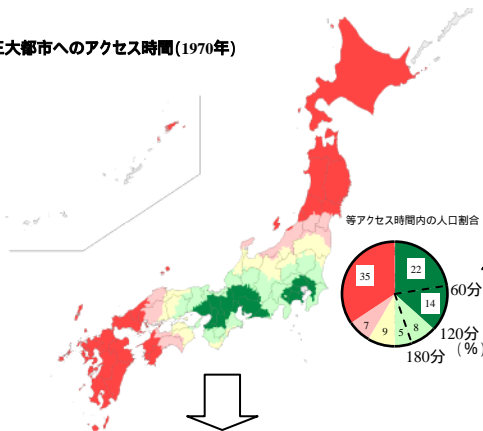 三大都市へのアクセス時間(1970年)
等アクセス時間内の人口割合
35
22
60分
14
7
9
5
8
120分
180分
(%)